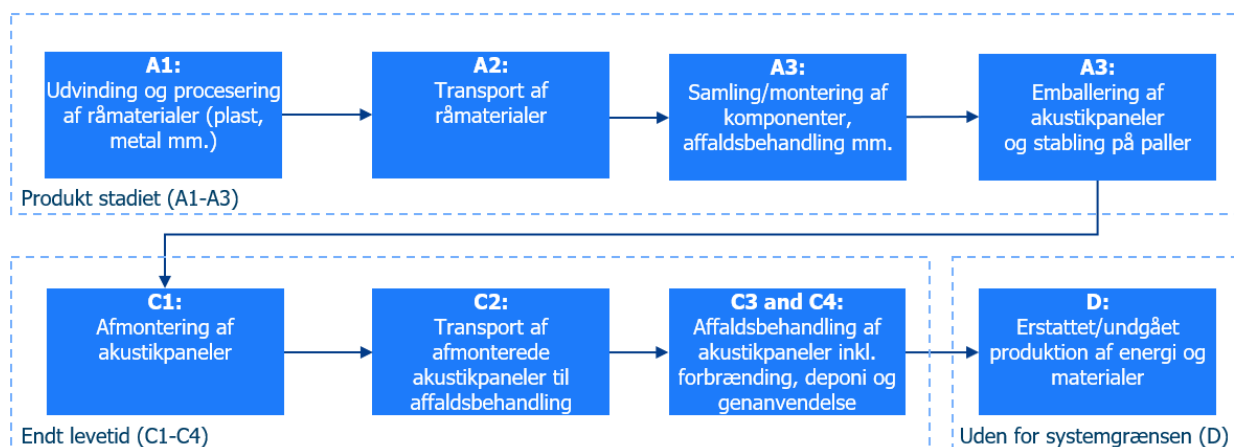 A1:
Udvinding og procesering
af råmaterialer (plast,
metal mm.)
A2:
Transport af
råmaterialer
A3:
Samling/montering af
komponenter,
affaldsbehandling mm.
A3:
Emballering af
akustikpaneler
og stabling på paller
Produkt stadiet (A1-A3)
C1:
Afmontering af
akustikpaneler
C2:
Transport af
afmonterede
akustikpaneler til
affaldsbehandling
C3 and C4:
Affaldsbehandling af
akustikpaneler inkl.
forbrænding, deponi og
genanvendelse
D:
Erstattet/undgået
produktion af energi og
materialer
Endt levetid (C1-C4)
Uden for systemgrænsen (D)